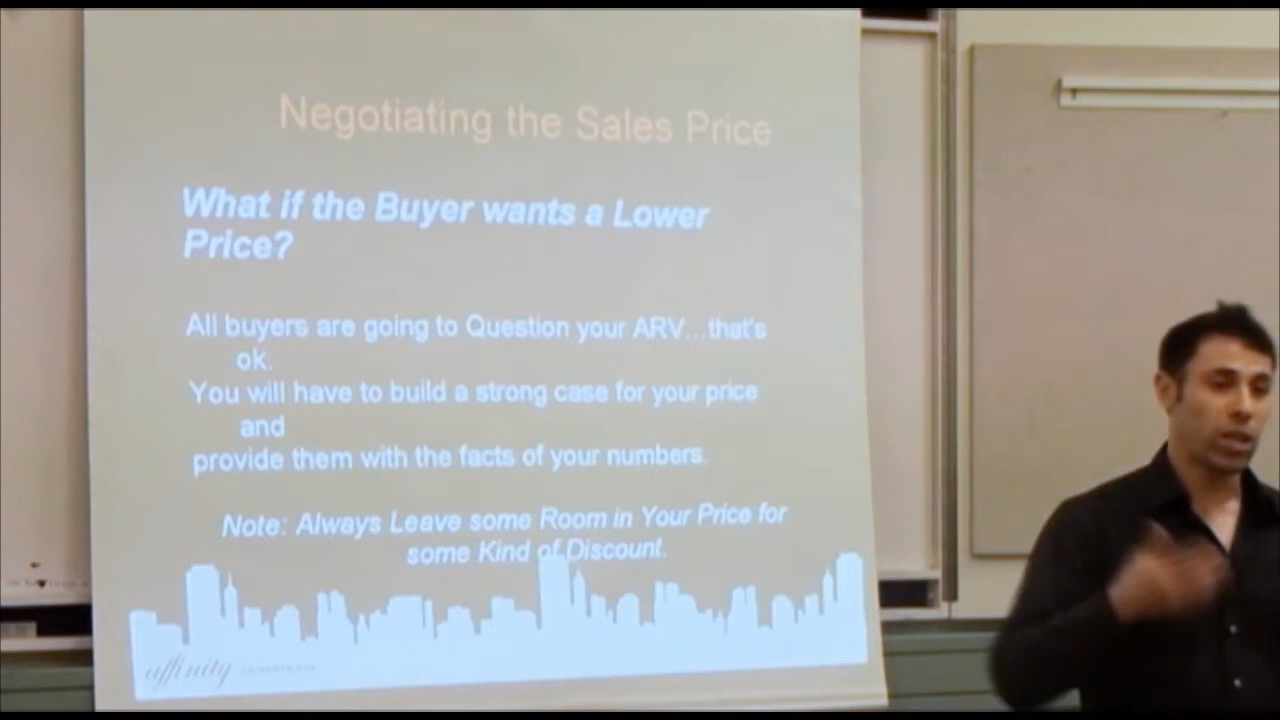 Negotiating the Sales Price
What if the Buyer wants a Lower
Price?
All buyers are going to Question your ARV...that's
ok.
You will have to build a strong case for your price
and
provide them with the facts of your numbers.
Note: Always Leave some Room in Your Price for
some Kind of Discount.
affinity